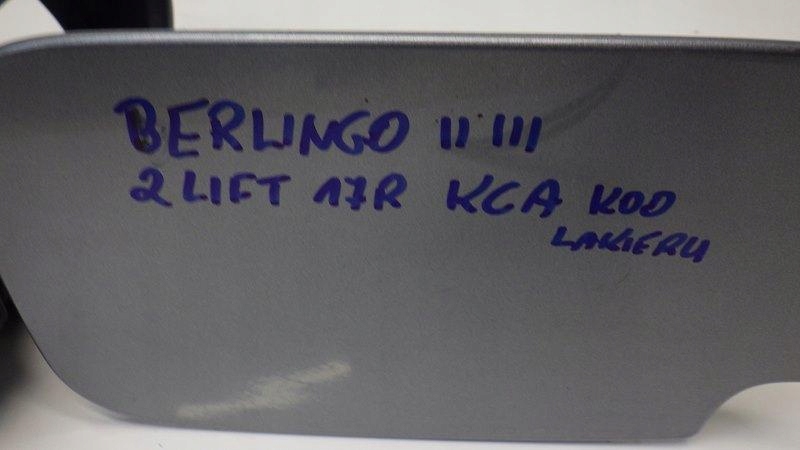 BERLINGO II III
2 LIFT 17R KCA KOD
LAKIERU